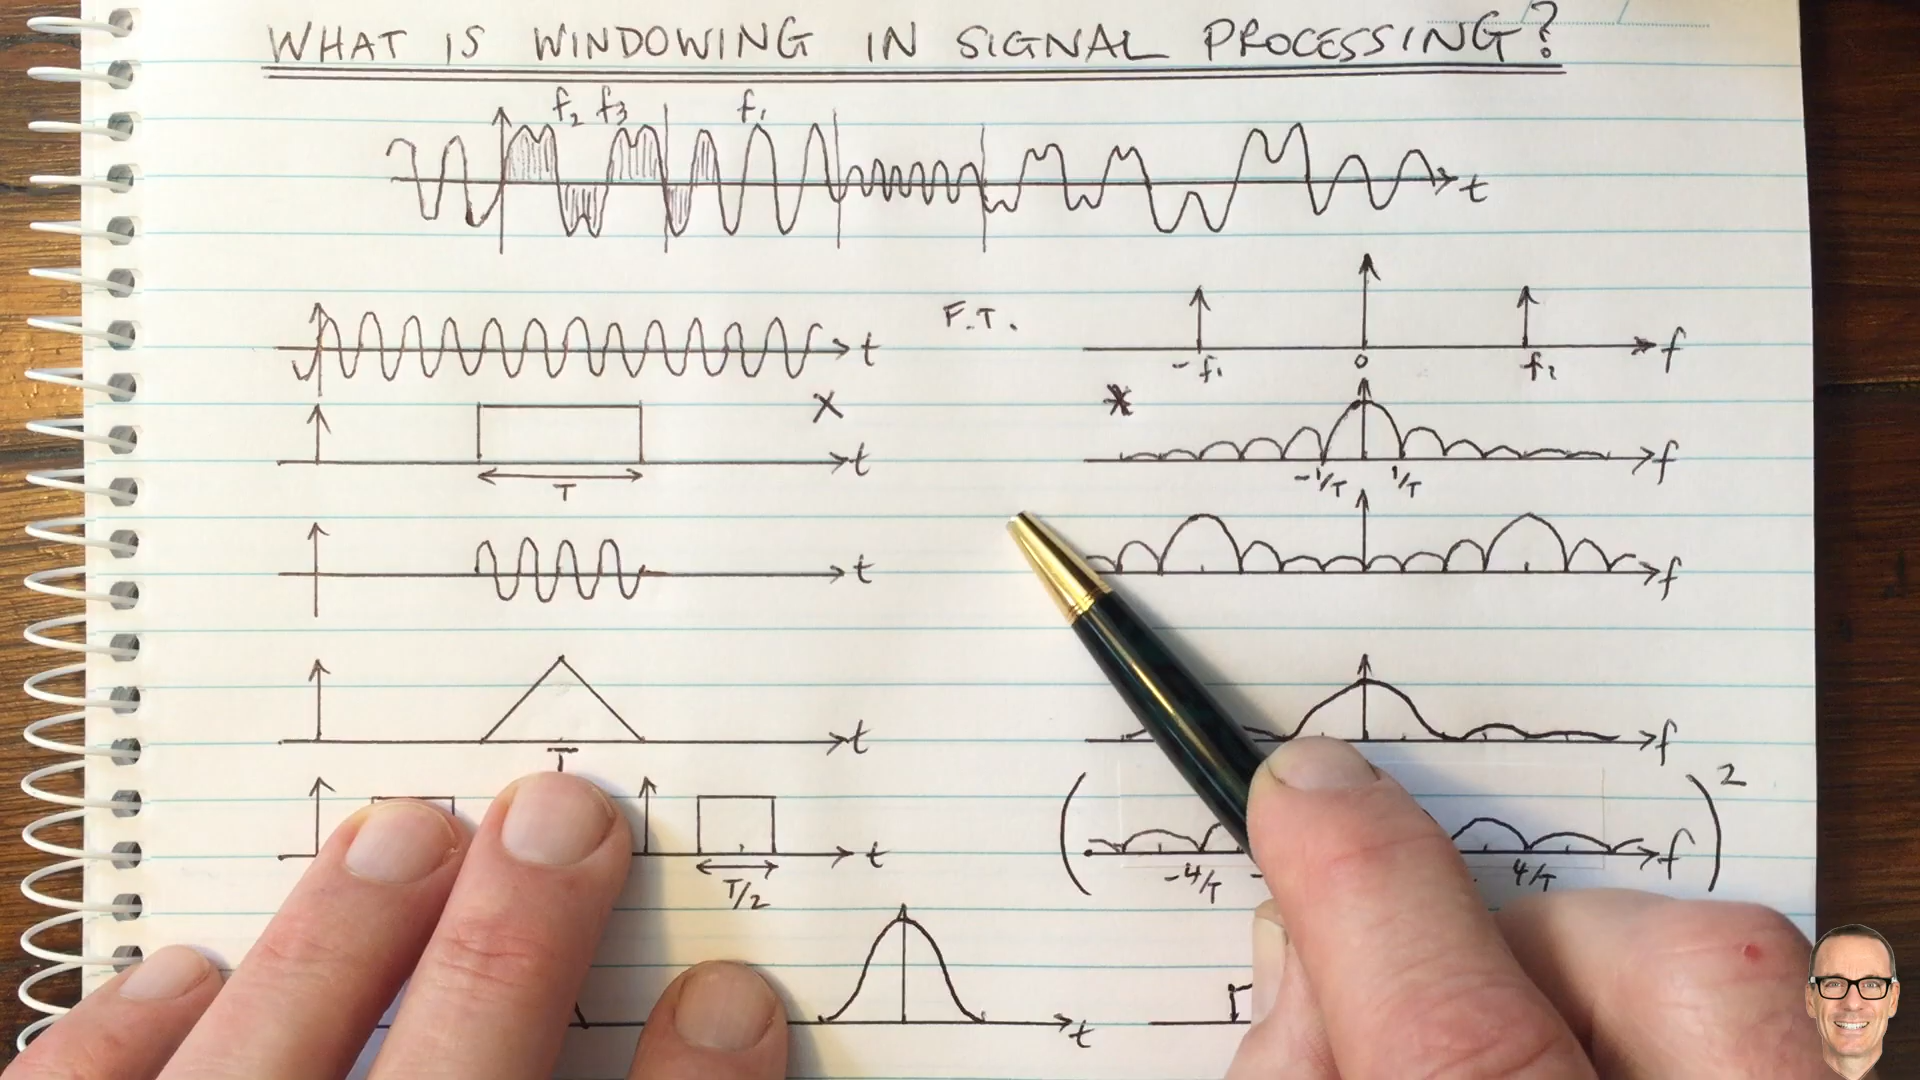 WHAT IS WINDOWING IN SIGNAL PROCESSING?
f₂ f₃ f₁
t
F.T.
t
-f₁ 0 f₁ f
X *
T t
-1/T 1/T f
t f
T t f
( )²
T/2 t
-4/T - 4/T f
t